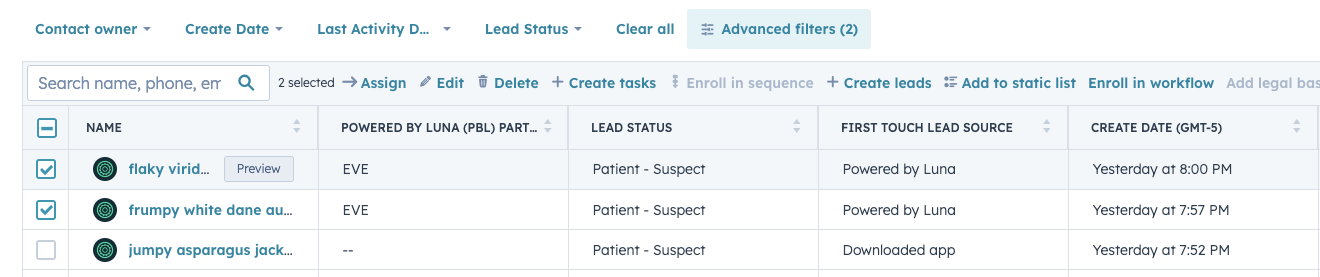 Contact owner Create Date Last Activity D... Lead Status Clear all Advanced filters (2)
Search name, phone, em 2 selected Assign Edit Delete Create tasks Enroll in sequence Create leads Add to static list Enroll in workflow Add legal bas
NAME POWERED BY LUNA (PBL) PART... LEAD STATUS FIRST TOUCH LEAD SOURCE CREATE DATE (GMT-5)
flaky virid... Preview EVE Patient - Suspect Powered by Luna Yesterday at 8:00 PM
frumpy white dane au... EVE Patient - Suspect Powered by Luna Yesterday at 7:57 PM
jumpy asparagus jack... -- Patient - Suspect Downloaded app Yesterday at 7:52 PM